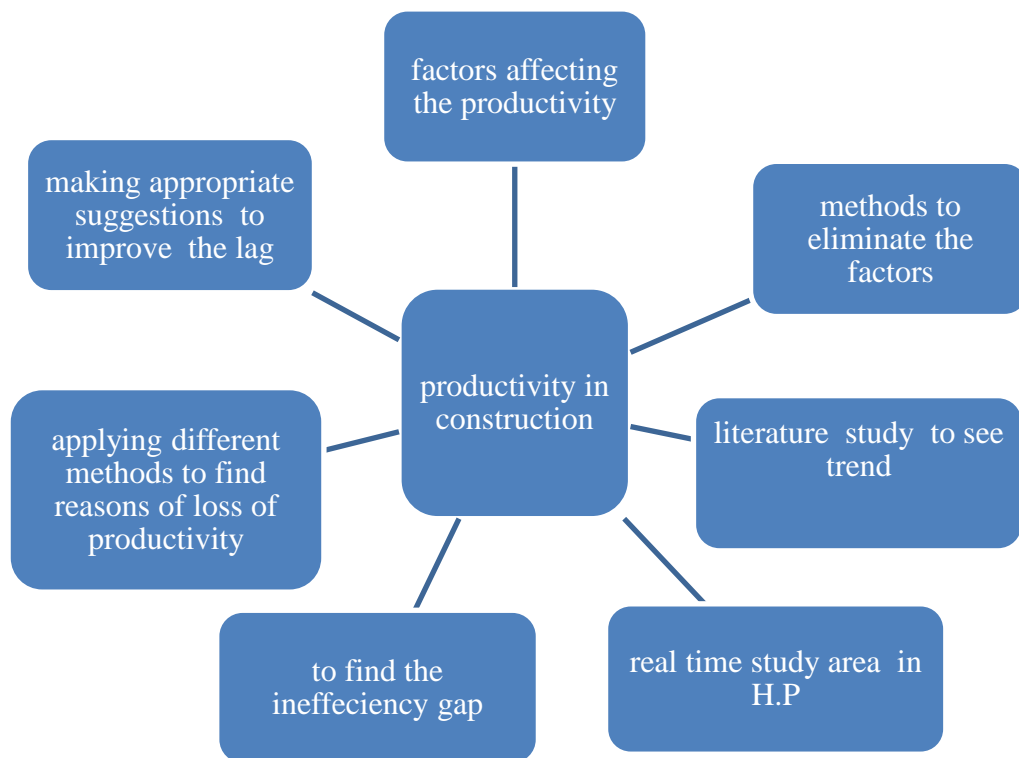 factors affecting
the productivity
making appropriate
suggestions to
improve the lag
methods to
eliminate the
factors
productivity in
construction
applying different
methods to find
reasons of loss of
productivity
literature study to see
trend
to find the
ineffeciency gap
real time study area in
H.P